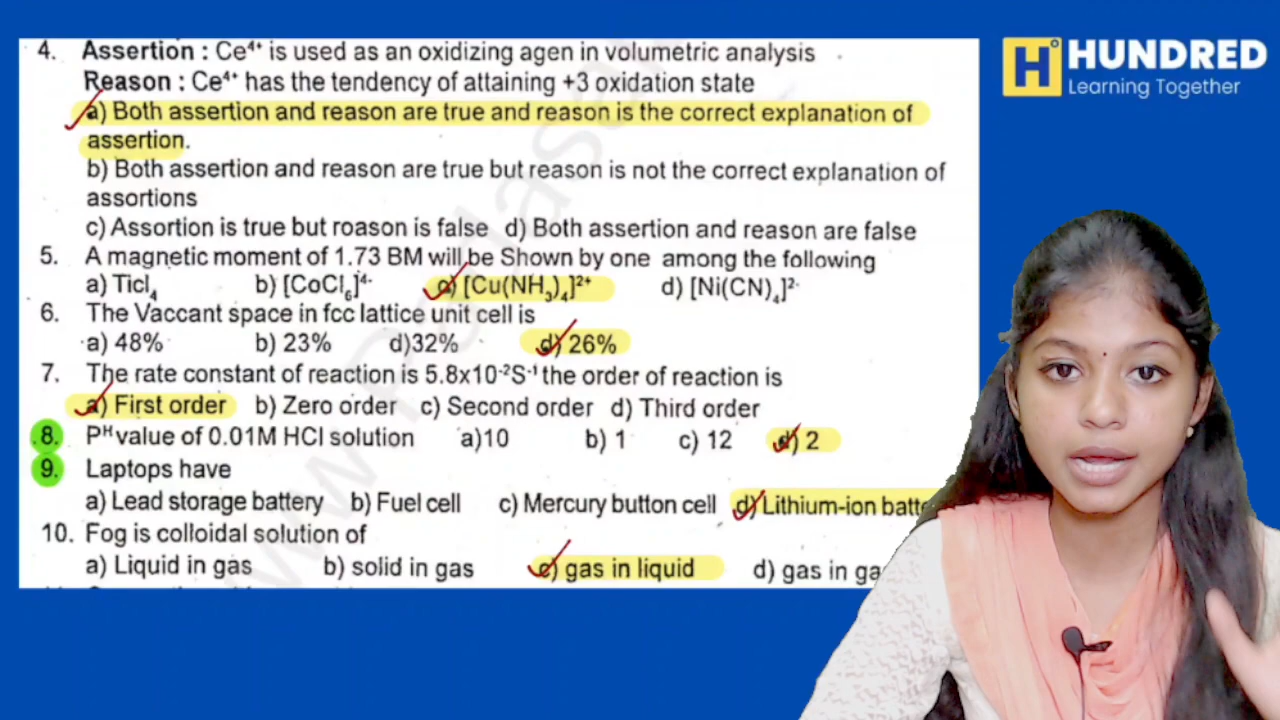 HUNDRED
Learning Together
4. Assertion : Ce⁴⁺ is used as an oxidizing agen in volumetric analysis
Reason : Ce⁴⁺ has the tendency of attaining +3 oxidation state
a) Both assertion and reason are true and reason is the correct explanation of
assertion.
b) Both assertion and reason are true but reason is not the correct explanation of
assortions
c) Assortion is true but roason is false d) Both assertion and reason are false
5. A magnetic moment of 1.73 BM will be Shown by one among the following
a) Ticl₄ b) [CoCl₆]⁴⁻ c) [Cu(NH₃)₄]²⁺ d) [Ni(CN)₄]²⁻
6. The Vaccant space in fcc lattice unit cell is
a) 48% b) 23% d)32% d) 26%
7. The rate constant of reaction is 5.8x10⁻²S⁻¹ the order of reaction is
a) First order b) Zero order c) Second order d) Third order
8. Pᴴ value of 0.01M HCl solution a)10 b) 1 c) 12 d) 2
9. Laptops have
a) Lead storage battery b) Fuel cell c) Mercury button cell d) Lithium-ion
10. Fog is colloidal solution of
a) Liquid in gas b) solid in gas c) gas in liquid d) gas in